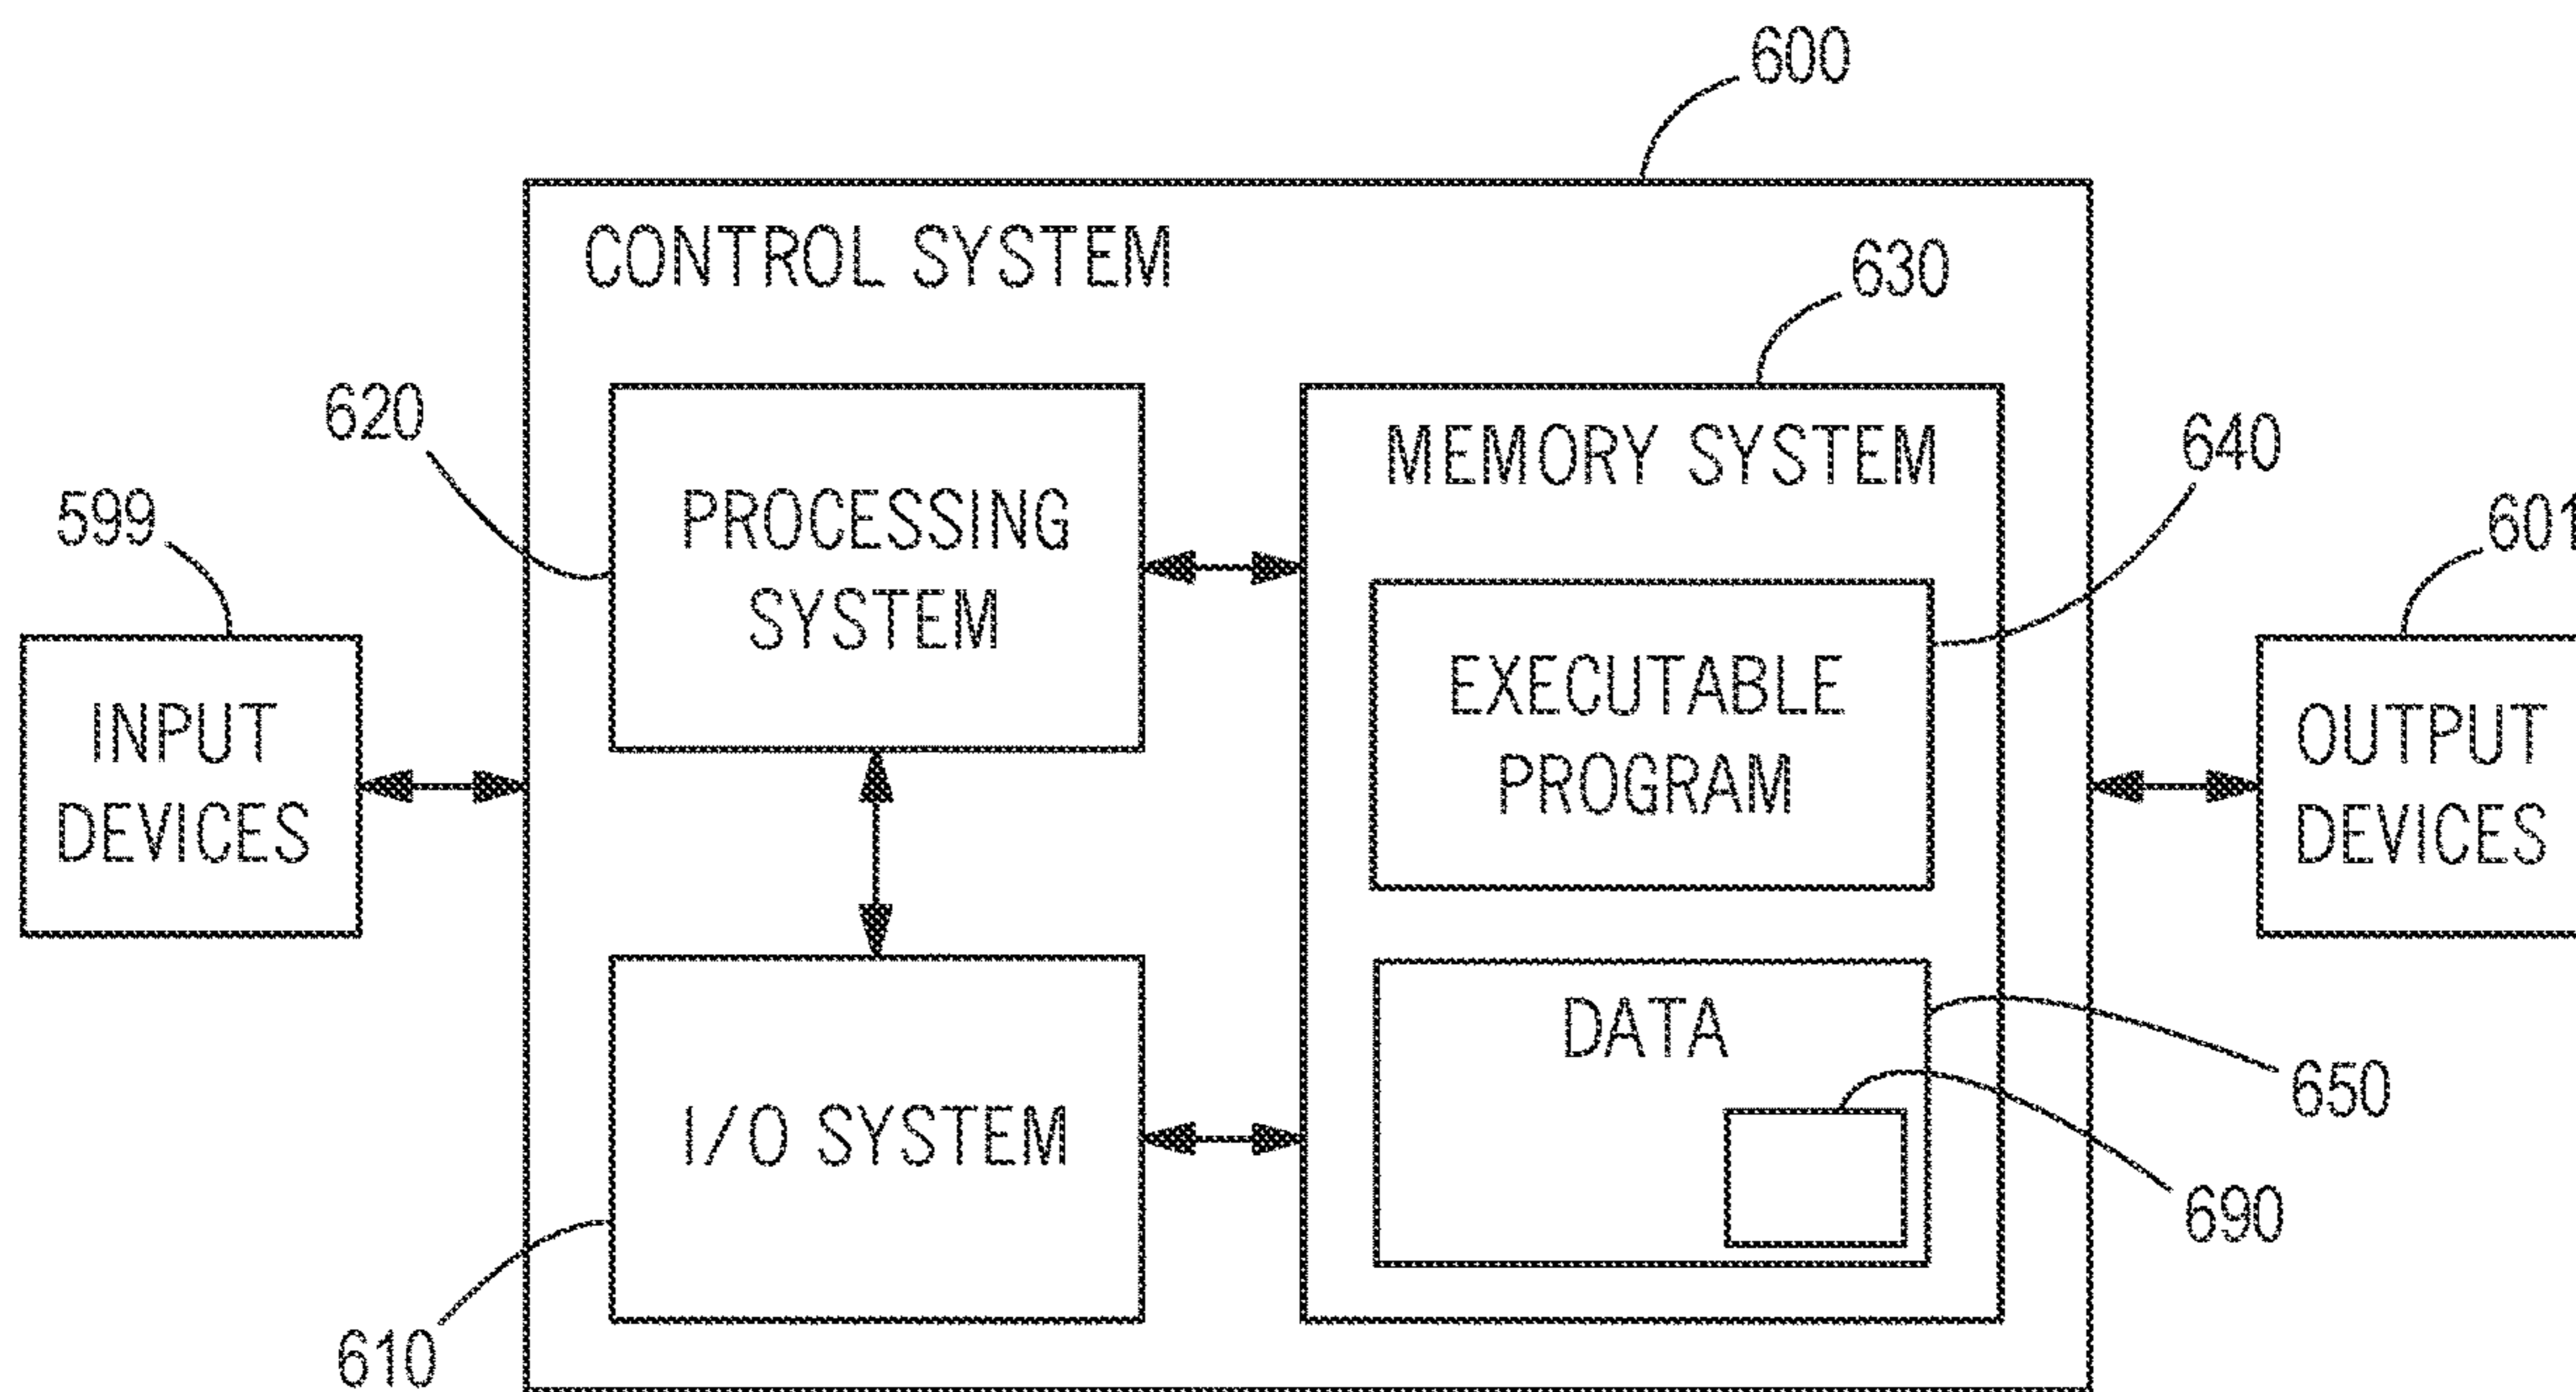 600
CONTROL SYSTEM
630
620
MEMORY SYSTEM
640
599
PROCESSING
SYSTEM
601
EXECUTABLE
PROGRAM
INPUT
DEVICES
OUTPUT
DEVICES
DATA
650
I/O SYSTEM
690
610